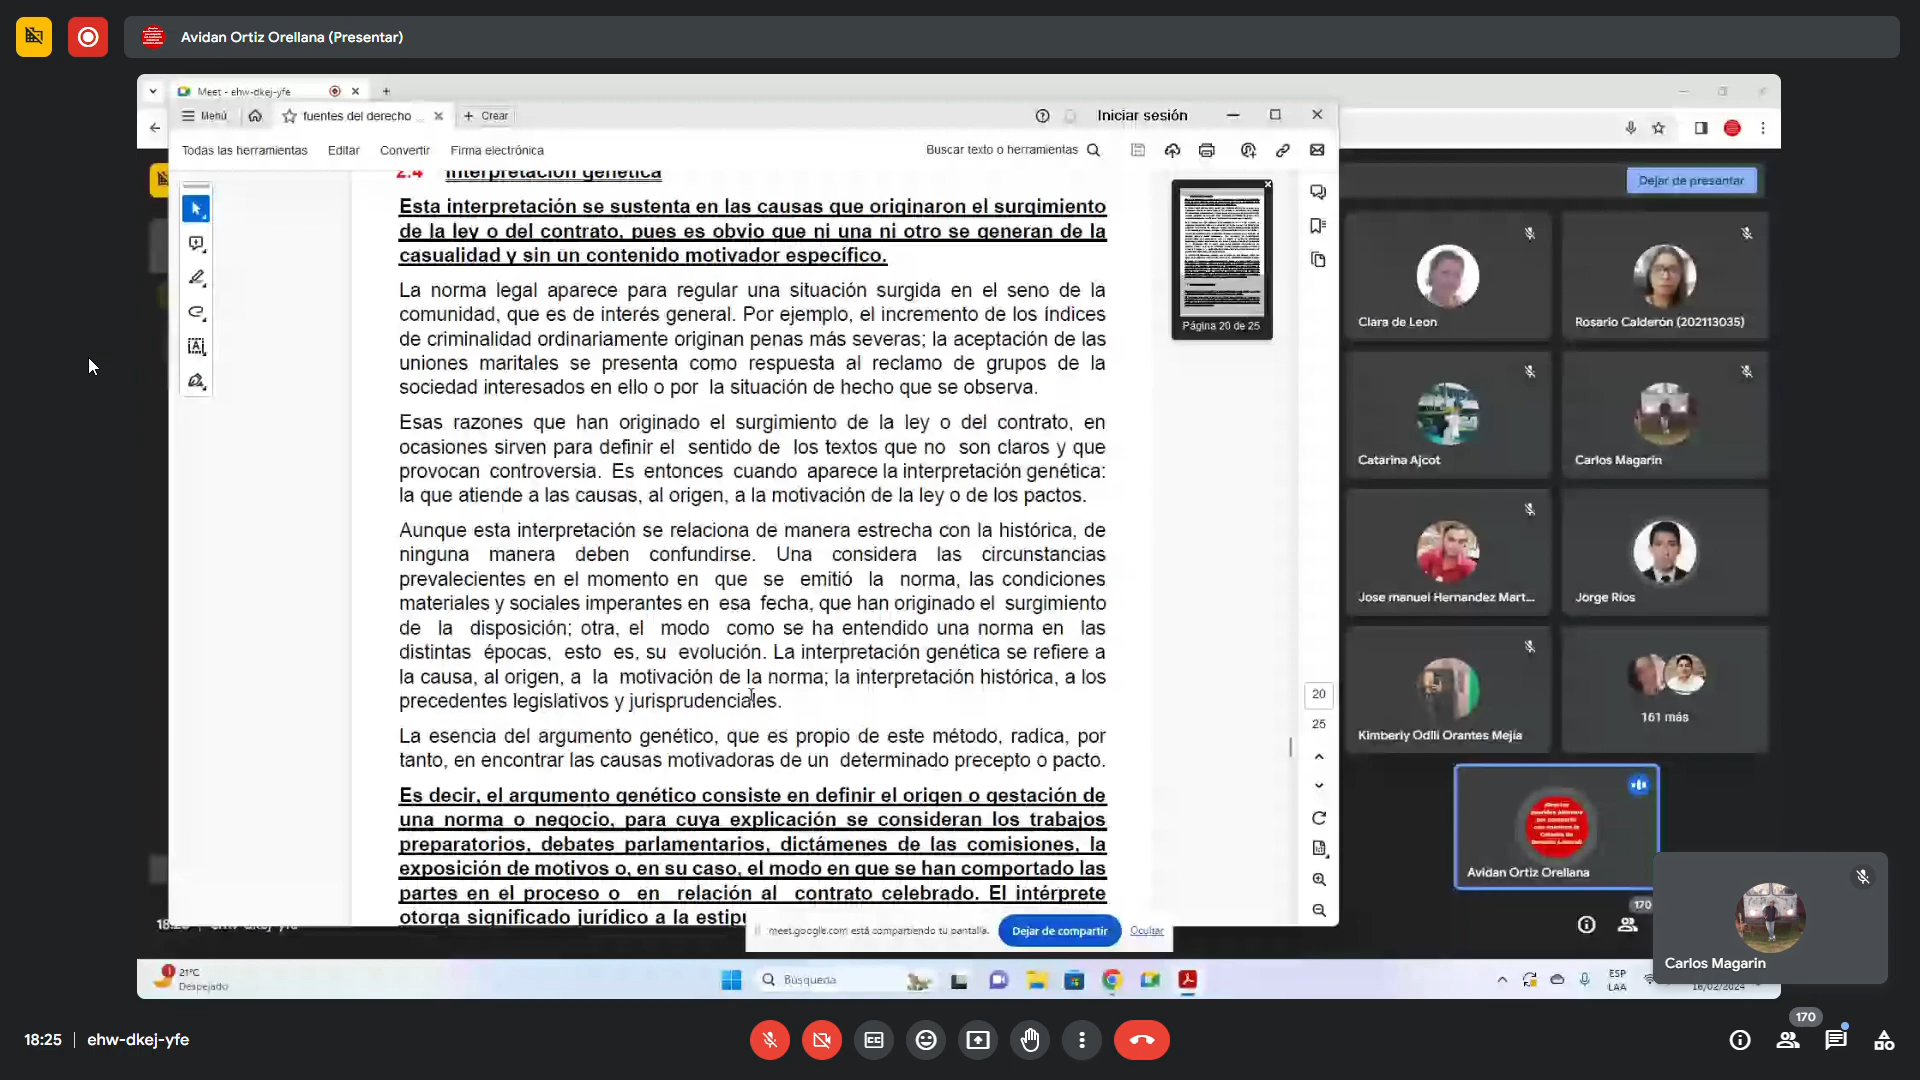 Avidan Ortiz Orellana (Presentar)
Meet - ehw-dkej-yfe
Menú
fuentes del derecho
Crear
Iniciar sesión
Todas las herramientas
Editar
Convertir
Firma electrónica
Buscar texto o herramientas
2.4 Interpretación genética
Esta interpretación se sustenta en las causas que originaron el surgimiento
de la ley o del contrato, pues es obvio que ni una ni otro se generan de la
casualidad y sin un contenido motivador específico.
La norma legal aparece para regular una situación surgida en el seno de la
comunidad, que es de interés general. Por ejemplo, el incremento de los índices
de criminalidad ordinariamente originan penas más severas; la aceptación de las
uniones maritales se presenta como respuesta al reclamo de grupos de la
sociedad interesados en ello o por la situación de hecho que se observa.
Esas razones que han originado el surgimiento de la ley o del contrato, en
ocasiones sirven para definir el sentido de los textos que no son claros y que
provocan controversia. Es entonces cuando aparece la interpretación genética:
la que atiende a las causas, al origen, a la motivación de la ley o de los pactos.
Aunque esta interpretación se relaciona de manera estrecha con la histórica, de
ninguna manera deben confundirse. Una considera las circunstancias
prevalecientes en el momento en que se emitió la norma, las condiciones
materiales y sociales imperantes en esa fecha, que han originado el surgimiento
de la disposición; otra, el modo como se ha entendido una norma en las
distintas épocas, esto es, su evolución. La interpretación genética se refiere a
la causa, al origen, a la motivación de la norma; la interpretación histórica, a los
precedentes legislativos y jurisprudenciales.
La esencia del argumento genético, que es propio de este método, radica, por
tanto, en encontrar las causas motivadoras de un determinado precepto o pacto.
Es decir, el argumento genético consiste en definir el origen o gestación de
una norma o negocio, para cuya explicación se consideran los trabajos
preparatorios, debates parlamentarios, dictámenes de las comisiones, la
exposición de motivos o, en su caso, el modo en que se han comportado las
partes en el proceso o en relación al contrato celebrado. El intérprete
otorga significado jurídico a la
Página 20 de 25
20
25
Dejar de presentar
Clara de Leon
Rosario Calderón (202113035)
Catarina Ajcot
Carlos Magarin
Jose manuel Hernandez Mart...
Jorge Rios
Kimberly Odlli Orantes Mejía
161 más
Avidan Ortiz Orellana
170
Carlos Magarin
meet.google.com está compartiendo tu pantalla.
Dejar de compartir
Ocultar
1
21°C
Despejado
Búsqueda
ESP
LAA
16/02/2024
18:25
ehw-dkej-yfe
170